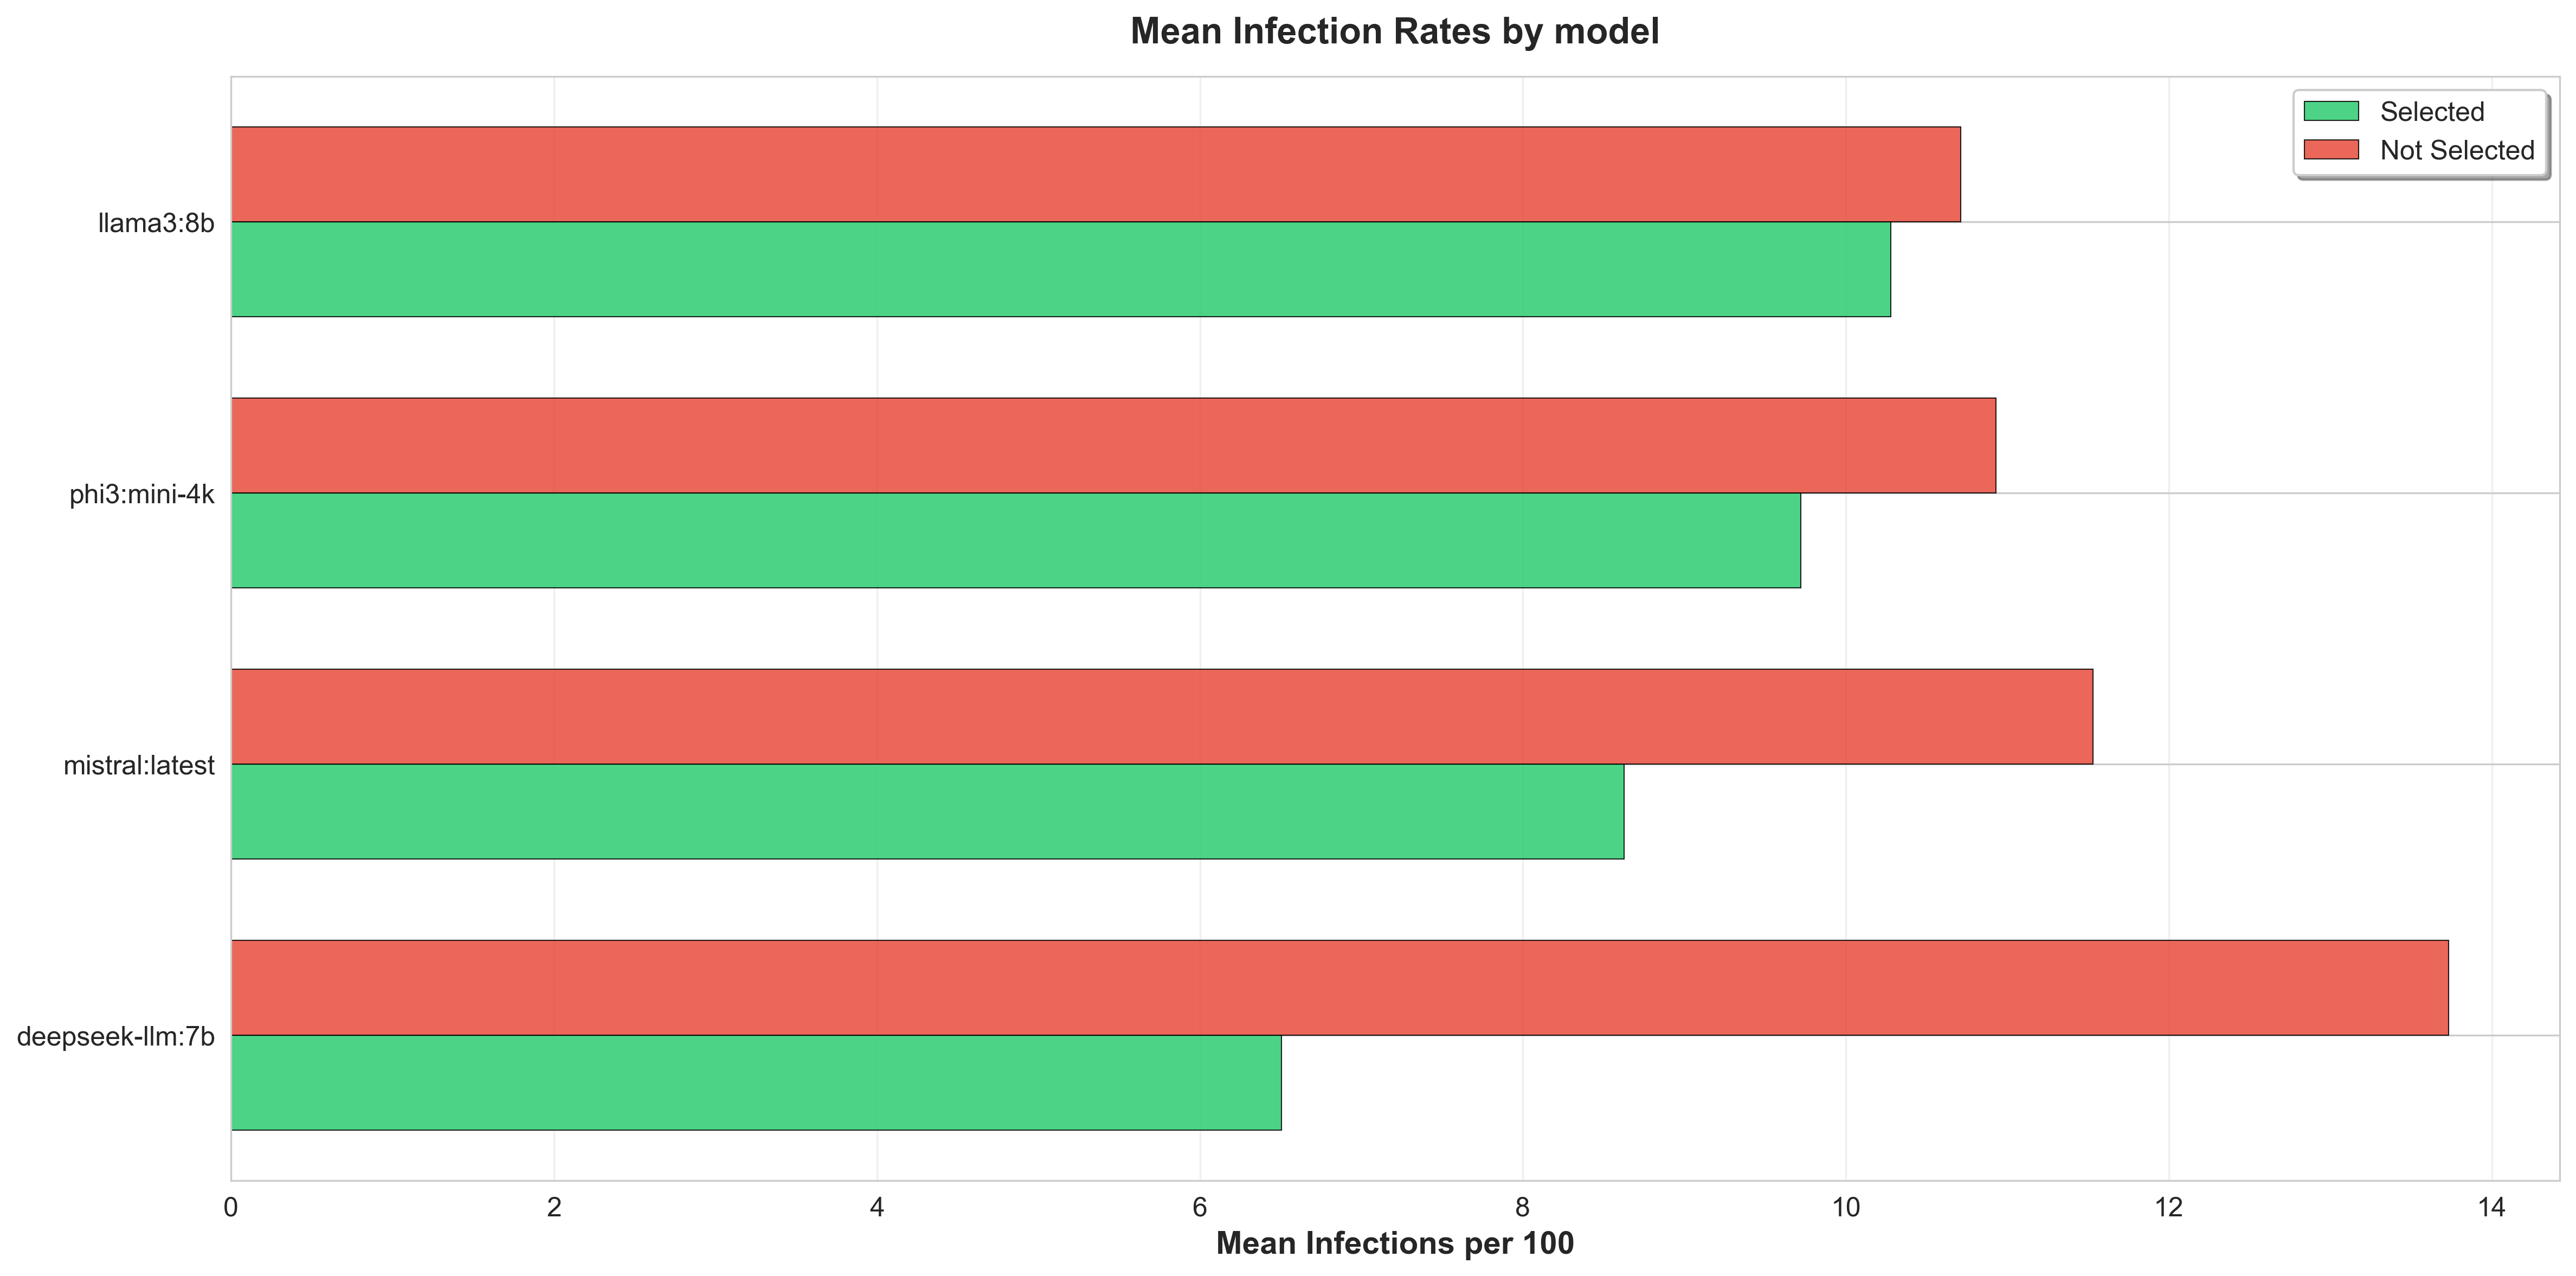 Mean Infection Rates by model
Selected
Not Selected
llama3:8b
phi3:mini-4k
mistral:latest
deepseek-llm:7b
0 2 4 6 8 10 12 14
Mean Infections per 100